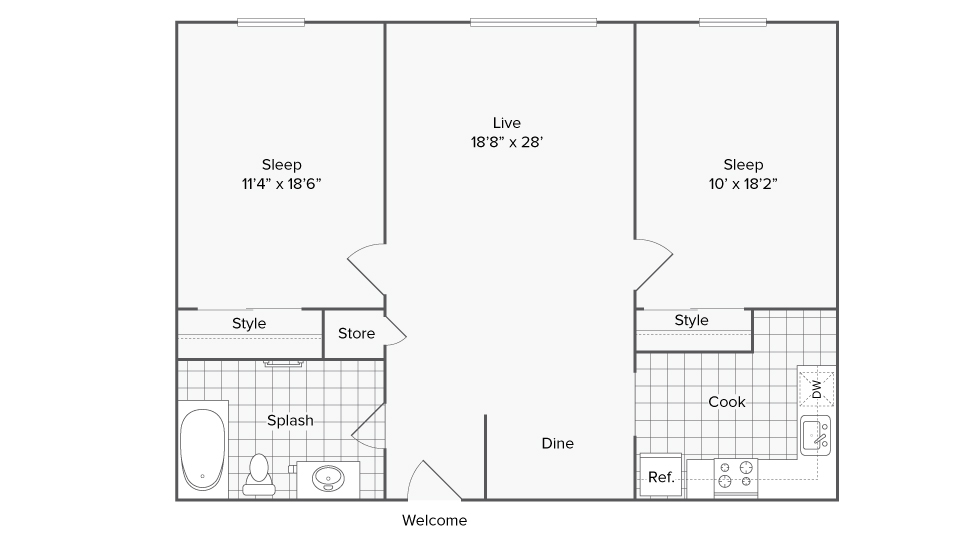 Live
18’8” x 28’
Sleep
11’4” x 18’6”
Sleep
10’ x 18’2”
Style
Store
Style
Cook
DW
Splash
Dine
Ref.
Welcome